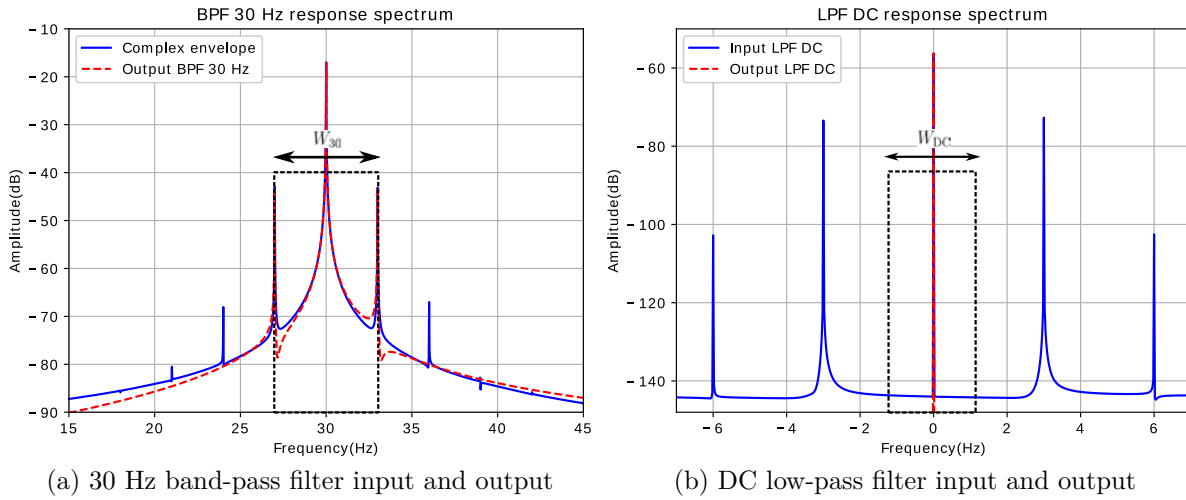 BPF 30 Hz response spectrum
Amplitude(dB)
−10
−20
−30
−40
−50
−60
−70
−80
−90
Complex envelope
Output BPF 30 Hz
W30
15 20 25 30 35 40 45
Frequency(Hz)
(a) 30 Hz band-pass filter input and output
LPF DC response spectrum
Amplitude(dB)
−60
−80
−100
−120
−140
Input LPF DC
Output LPF DC
WDC
−6 −4 −2 0 2 4 6
Frequency(Hz)
(b) DC low-pass filter input and output